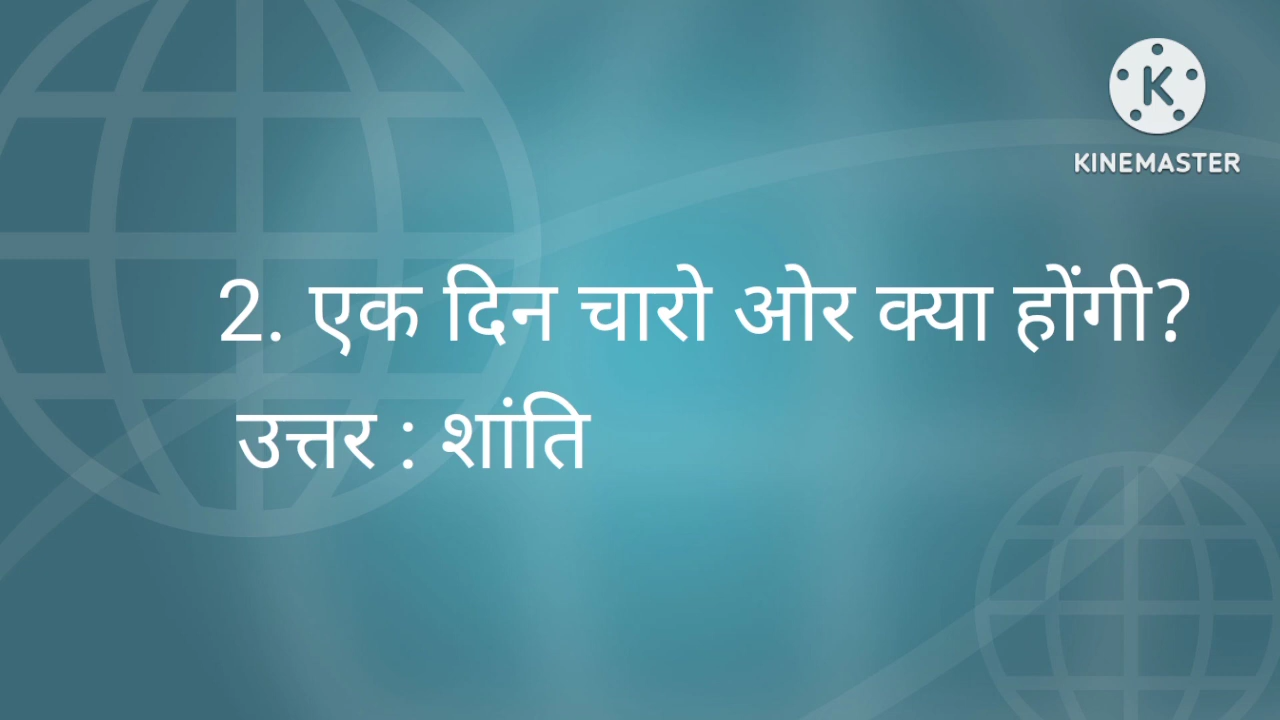 KINEMASTER
2. एक दिन चारो ओर क्या होंगी?
उत्तर : शांति